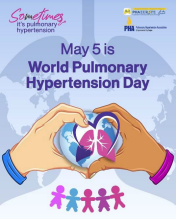 Sometimes
it's pulmonary
hypertension
PHA
May 5 is
World Pulmonary
Hypertension Day